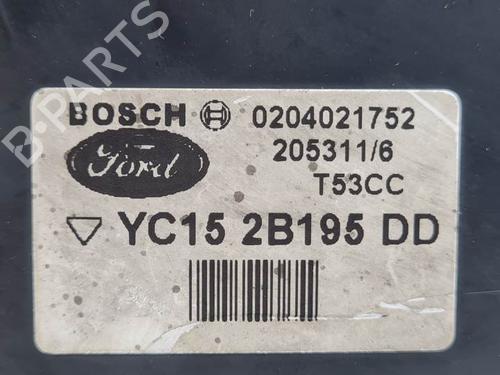 B-PARTS
BOSCH 0204021752
Ford 205311/6
T53CC
YC15 2B195 DD